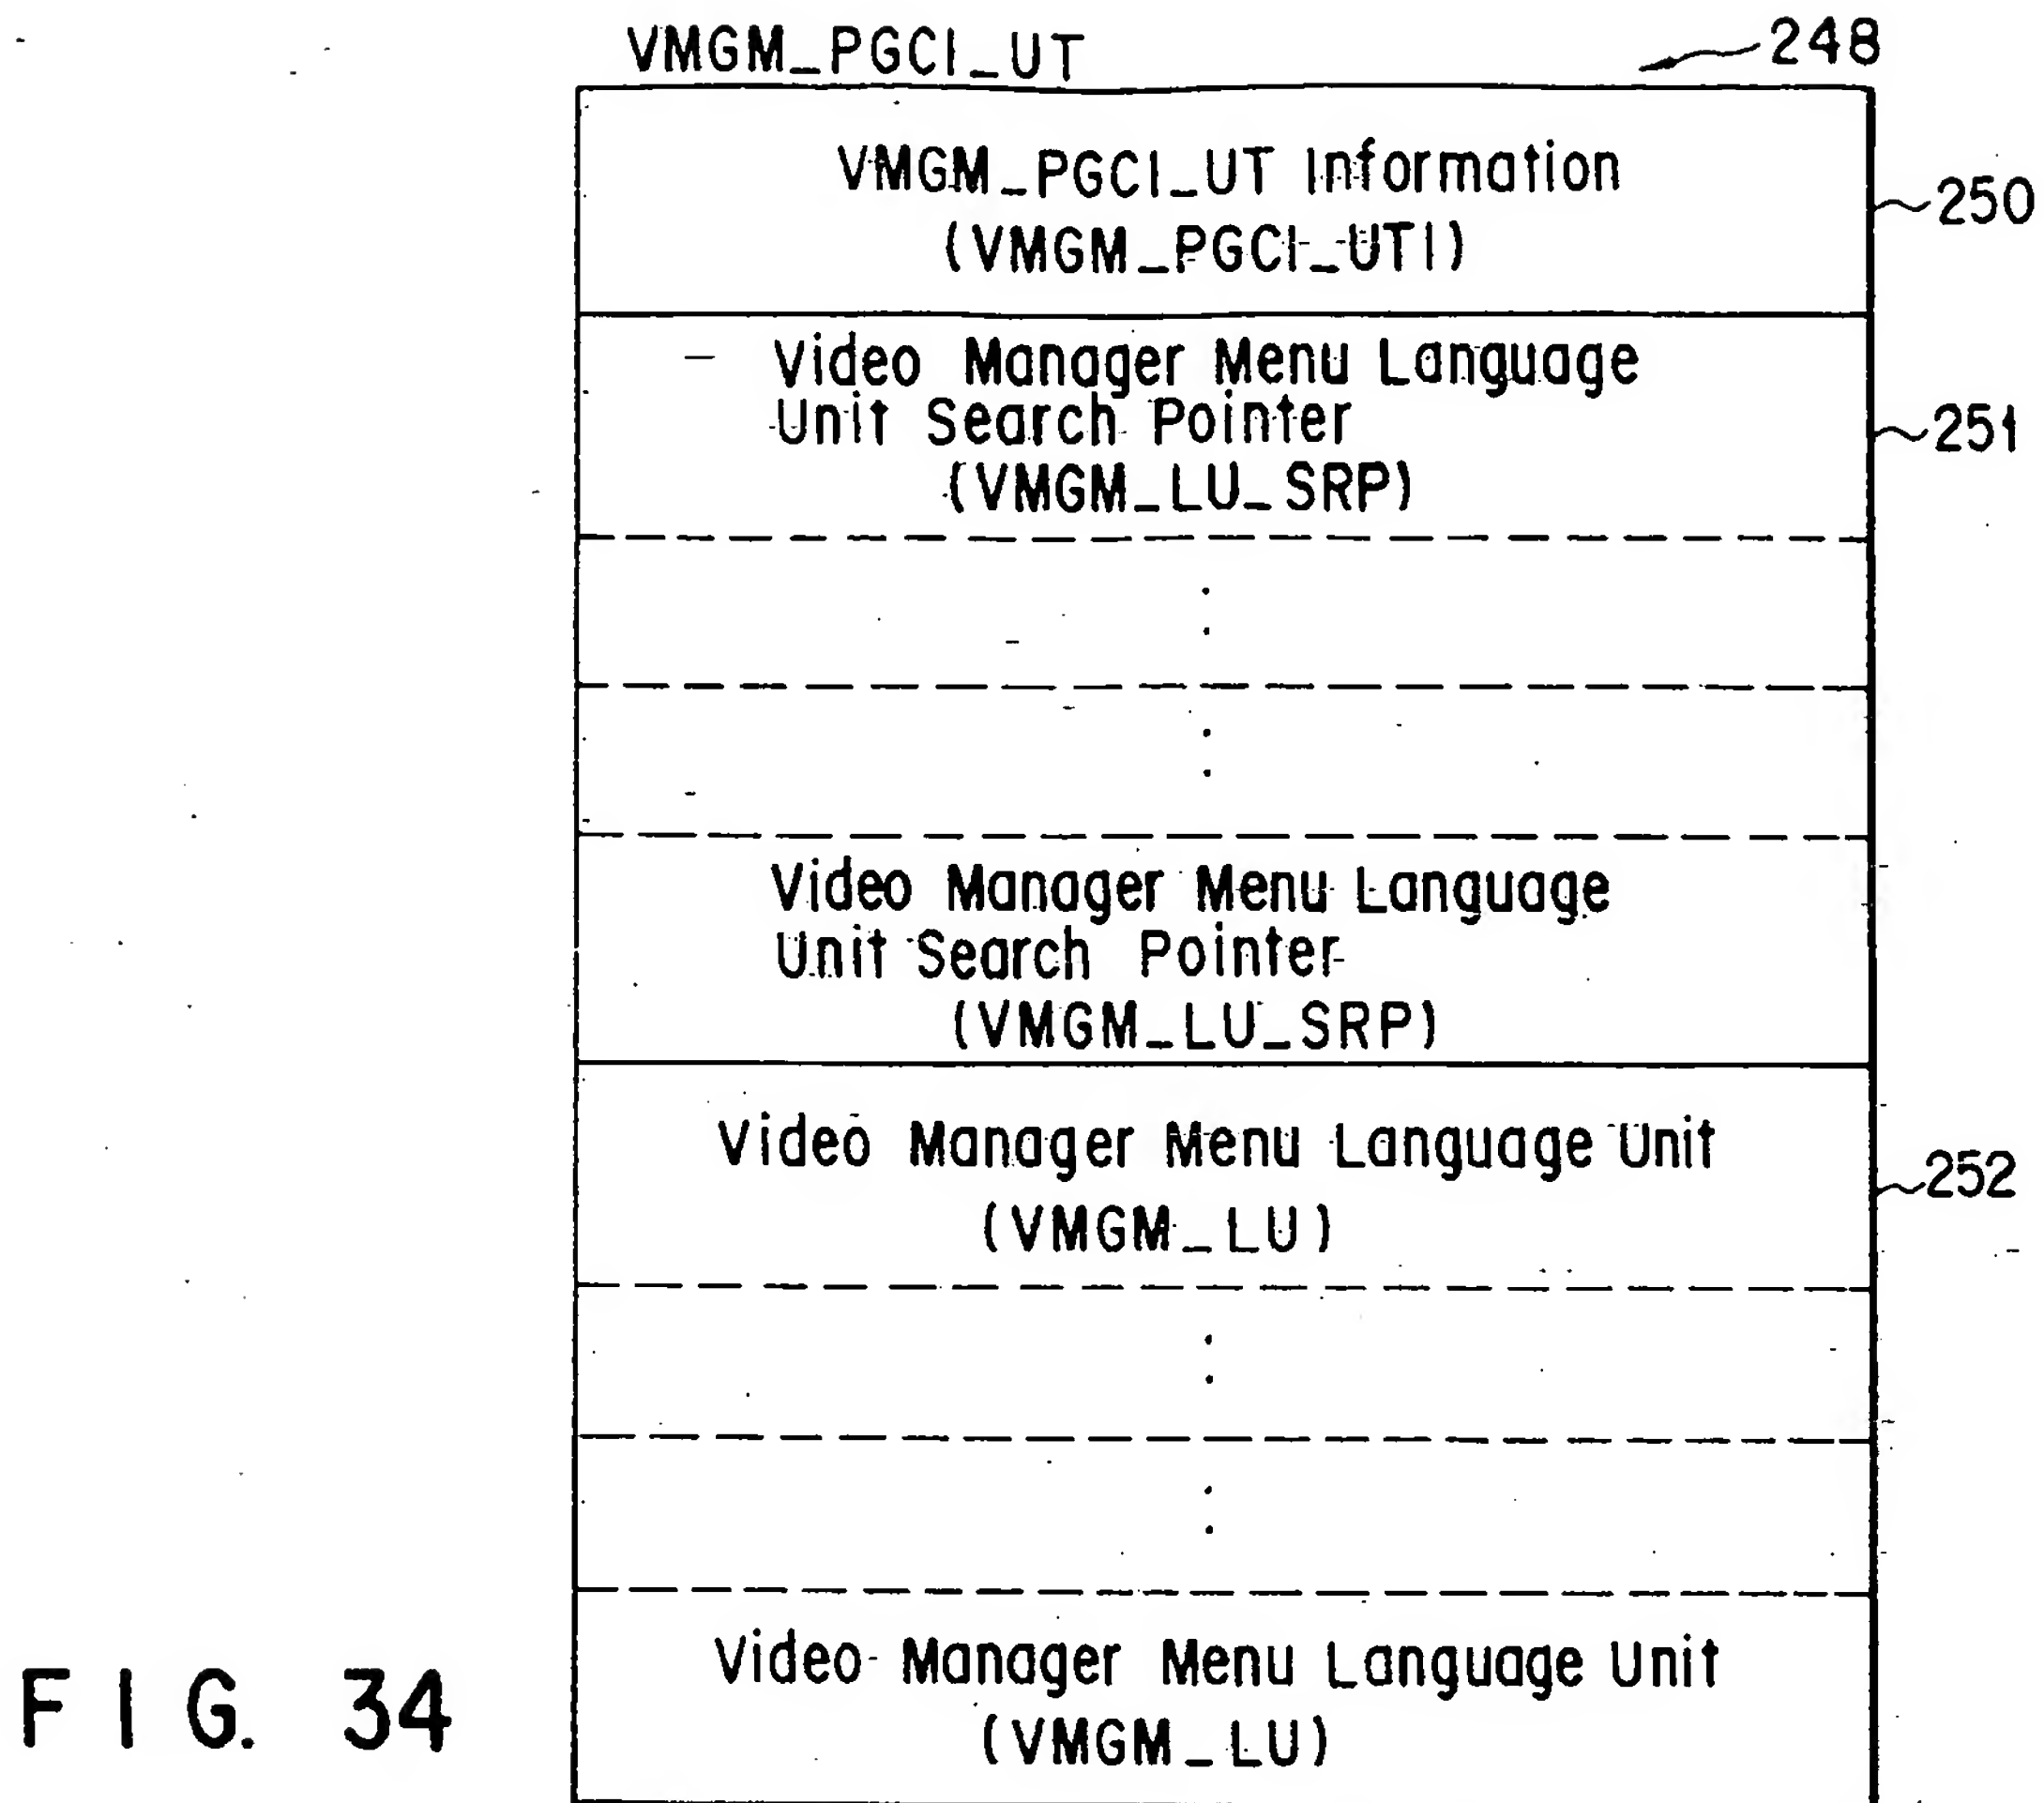 VMGM_PGCI_UT
248
VMGM_PGCI_UT Information
(VMGM_PGCI_UTI)
250
Video Manager Menu Language
Unit Search Pointer
(VMGM_LU_SRP)
251
Video Manager Menu Language
Unit Search Pointer
(VMGM_LU_SRP)
Video Manager Menu Language Unit
(VMGM_LU)
252
Video Manager Menu Language Unit
(VMGM_LU)
FIG. 34